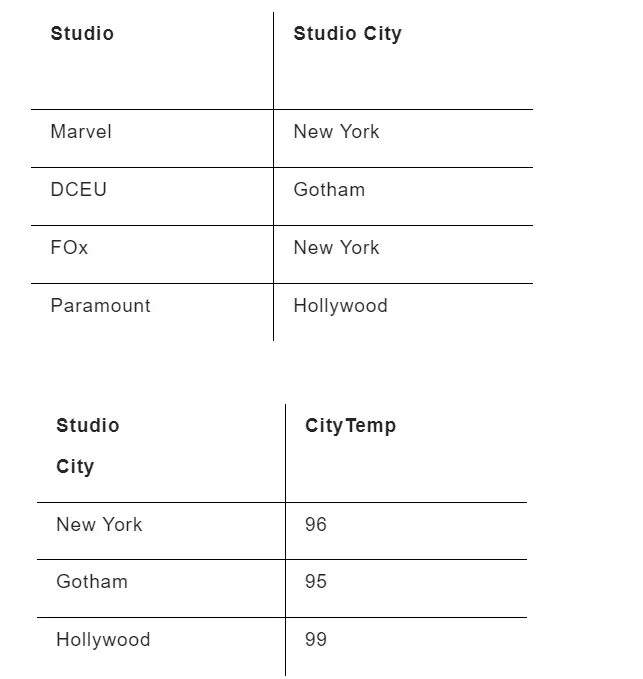 Studio Studio City
Marvel New York
DCEU Gotham
FOx New York
Paramount Hollywood
Studio CityTemp
City
New York 96
Gotham 95
Hollywood 99